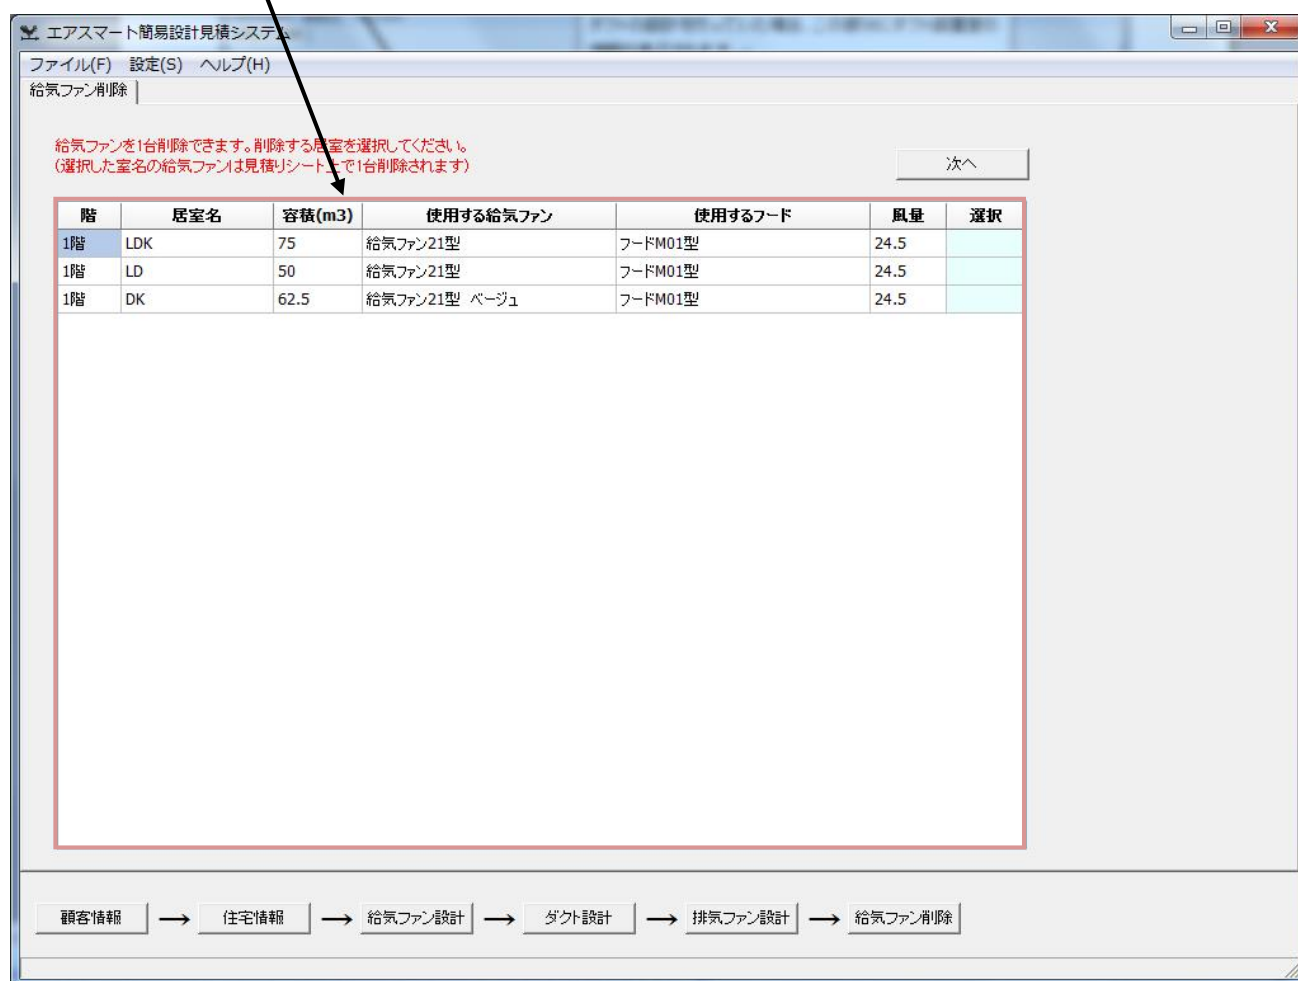 エアスマート簡易設計見積システム
ファイル(F) 設定(S) ヘルプ(H)
給気ファン削除
給気ファンを1台削除できます。削除する居室を選択してください。
(選択した室名の給気ファンは見積りシート上で1台削除されます)
次へ
階 居室名 容積(m3) 使用する給気ファン 使用するフード 風量 選択
1階 LDK 75 給気ファン21型 フードM01型 24.5
1階 LD 50 給気ファン21型 フードM01型 24.5
1階 DK 62.5 給気ファン21型 ベージュ フードM01型 24.5
顧客情報 → 住宅情報 → 給気ファン設計 → ダクト設計 → 排気ファン設計 → 給気ファン削除